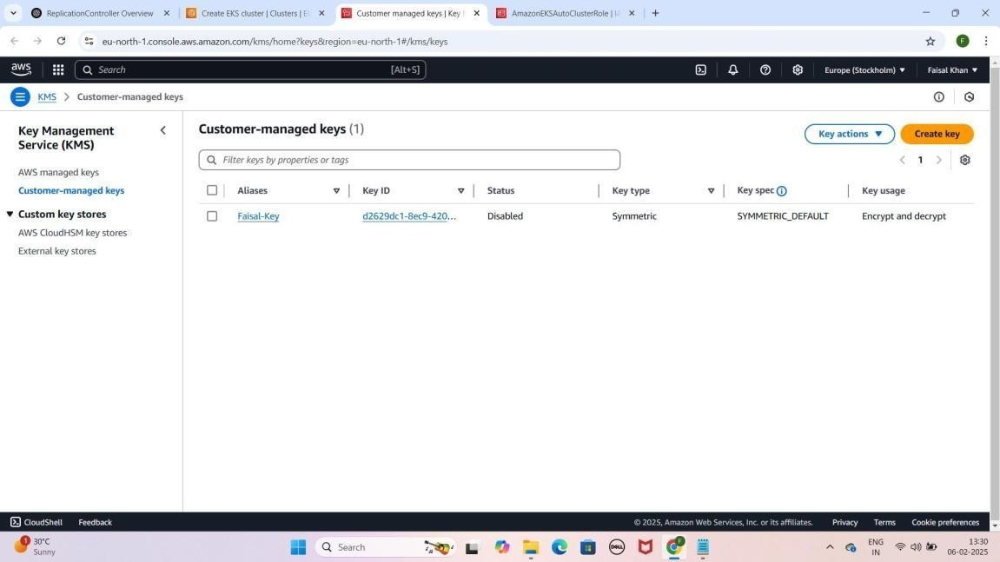 ReplicationController Overview
Create EKS cluster | Clusters | E
Customer managed keys | Key
AmazonEKSAutoClusterRole | IA
eu-north-1.console.aws.amazon.com/kms/home?keys&region=eu-north-1#/kms/keys
F
aws
Search
[Alt+S]
Europe (Stockholm)
Faisal Khan
KMS
Customer-managed keys
Key Management
Service (KMS)
AWS managed keys
Customer-managed keys
Custom key stores
AWS CloudHSM key stores
External key stores
Customer-managed keys (1)
Key actions
Create key
Filter keys by properties or tags
1
Aliases
Key ID
Status
Key type
Key spec
Key usage
Faisal-Key
d2629dc1-8ec9-420...
Disabled
Symmetric
SYMMETRIC_DEFAULT
Encrypt and decrypt
CloudShell
Feedback
© 2025, Amazon Web Services, Inc. or its affiliates.
Privacy
Terms
Cookie preferences
1
30°C
Sunny
Search
DELL
F
ENG
IN
13:30
06-02-2025